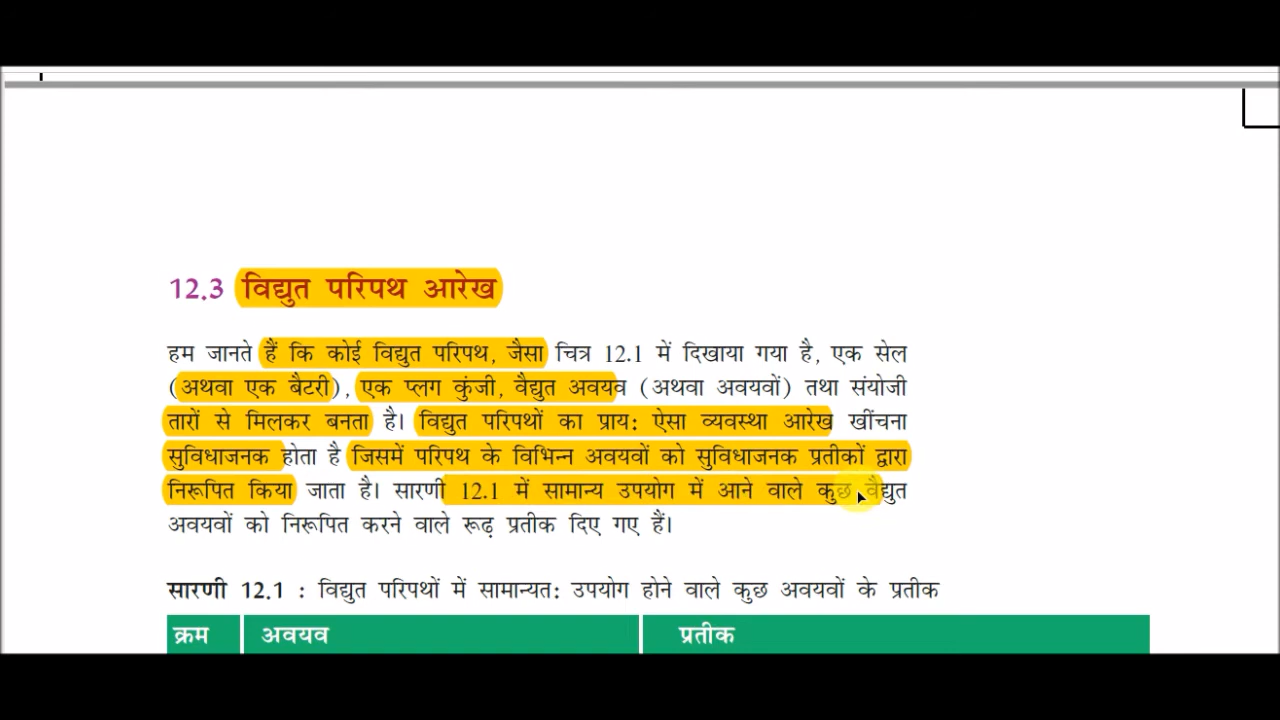 12.3 विद्युत परिपथ आरेख
हम जानते हैं कि कोई विद्युत परिपथ, जैसा चित्र 12.1 में दिखाया गया है, एक सेल
(अथवा एक बैटरी), एक प्लग कुंजी, वैद्युत अवयव (अथवा अवयवों) तथा संयोजी
तारों से मिलकर बनता है। विद्युत परिपथों का प्राय: ऐसा व्यवस्था आरेख खींचना
सुविधाजनक होता है जिसमें परिपथ के विभिन्न अवयवों को सुविधाजनक प्रतीकों द्वारा
निरूपित किया जाता है। सारणी 12.1 में सामान्य उपयोग में आने वाले कुछ वैद्युत
अवयवों को निरूपित करने वाले रूढ़ प्रतीक दिए गए हैं।
सारणी 12.1 : विद्युत परिपथों में सामान्यत: उपयोग होने वाले कुछ अवयवों के प्रतीक
क्रम अवयव प्रतीक